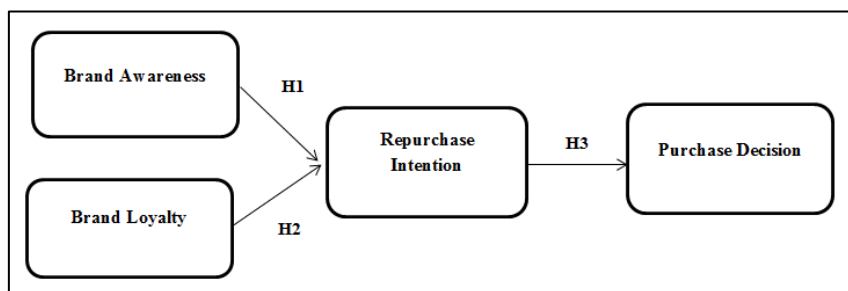 Brand Awareness
H1
Repurchase
Intention
H3
Purchase Decision
Brand Loyalty
H2